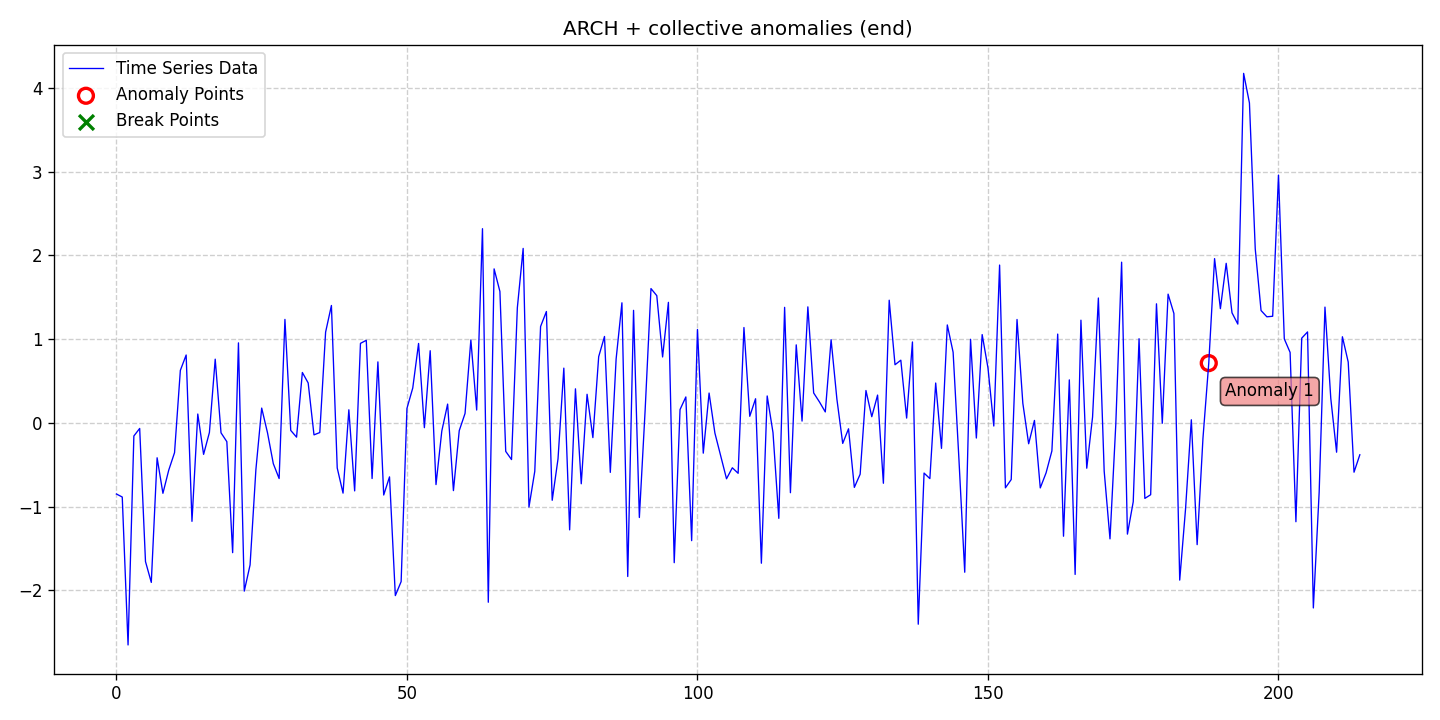 ARCH + collective anomalies (end)
Time Series Data
Anomaly Points
Break Points
4
3
2
1
0
−1
−2
Anomaly 1
0
50
100
150
200